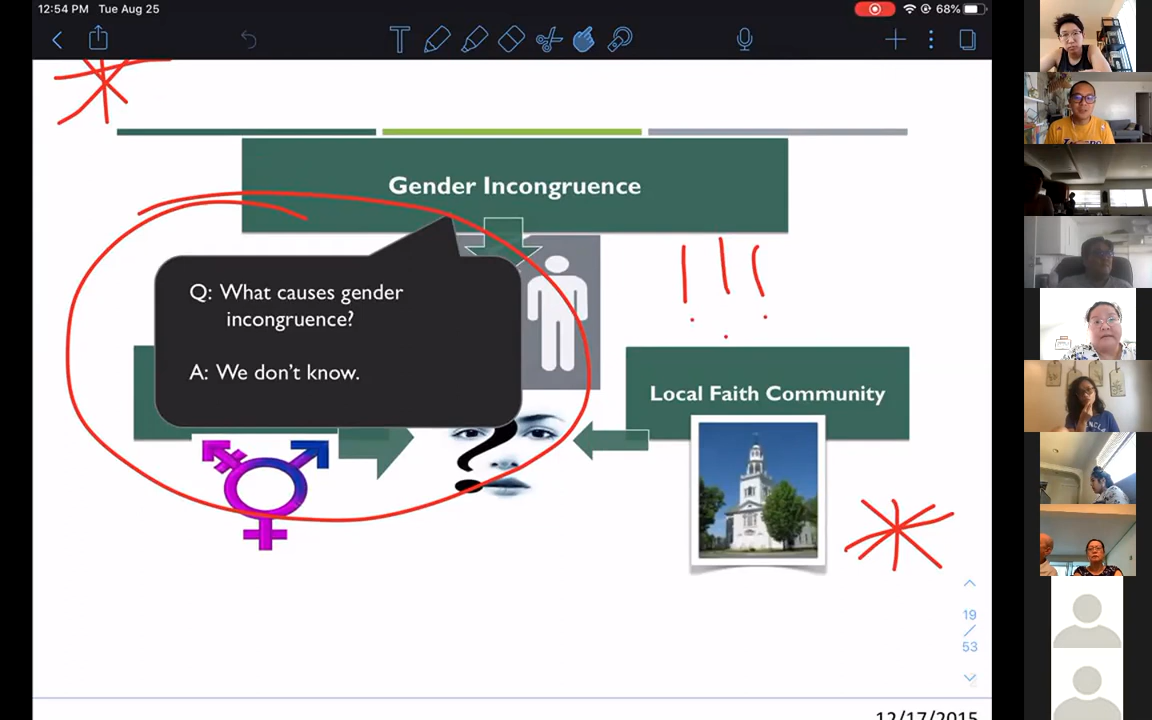 12:54 PM Tue Aug 25
68%
T
Gender Incongruence
Q: What causes gender
incongruence?
A: We don't know.
!!!
Local Faith Community
?
19
/
53
12/17/2015